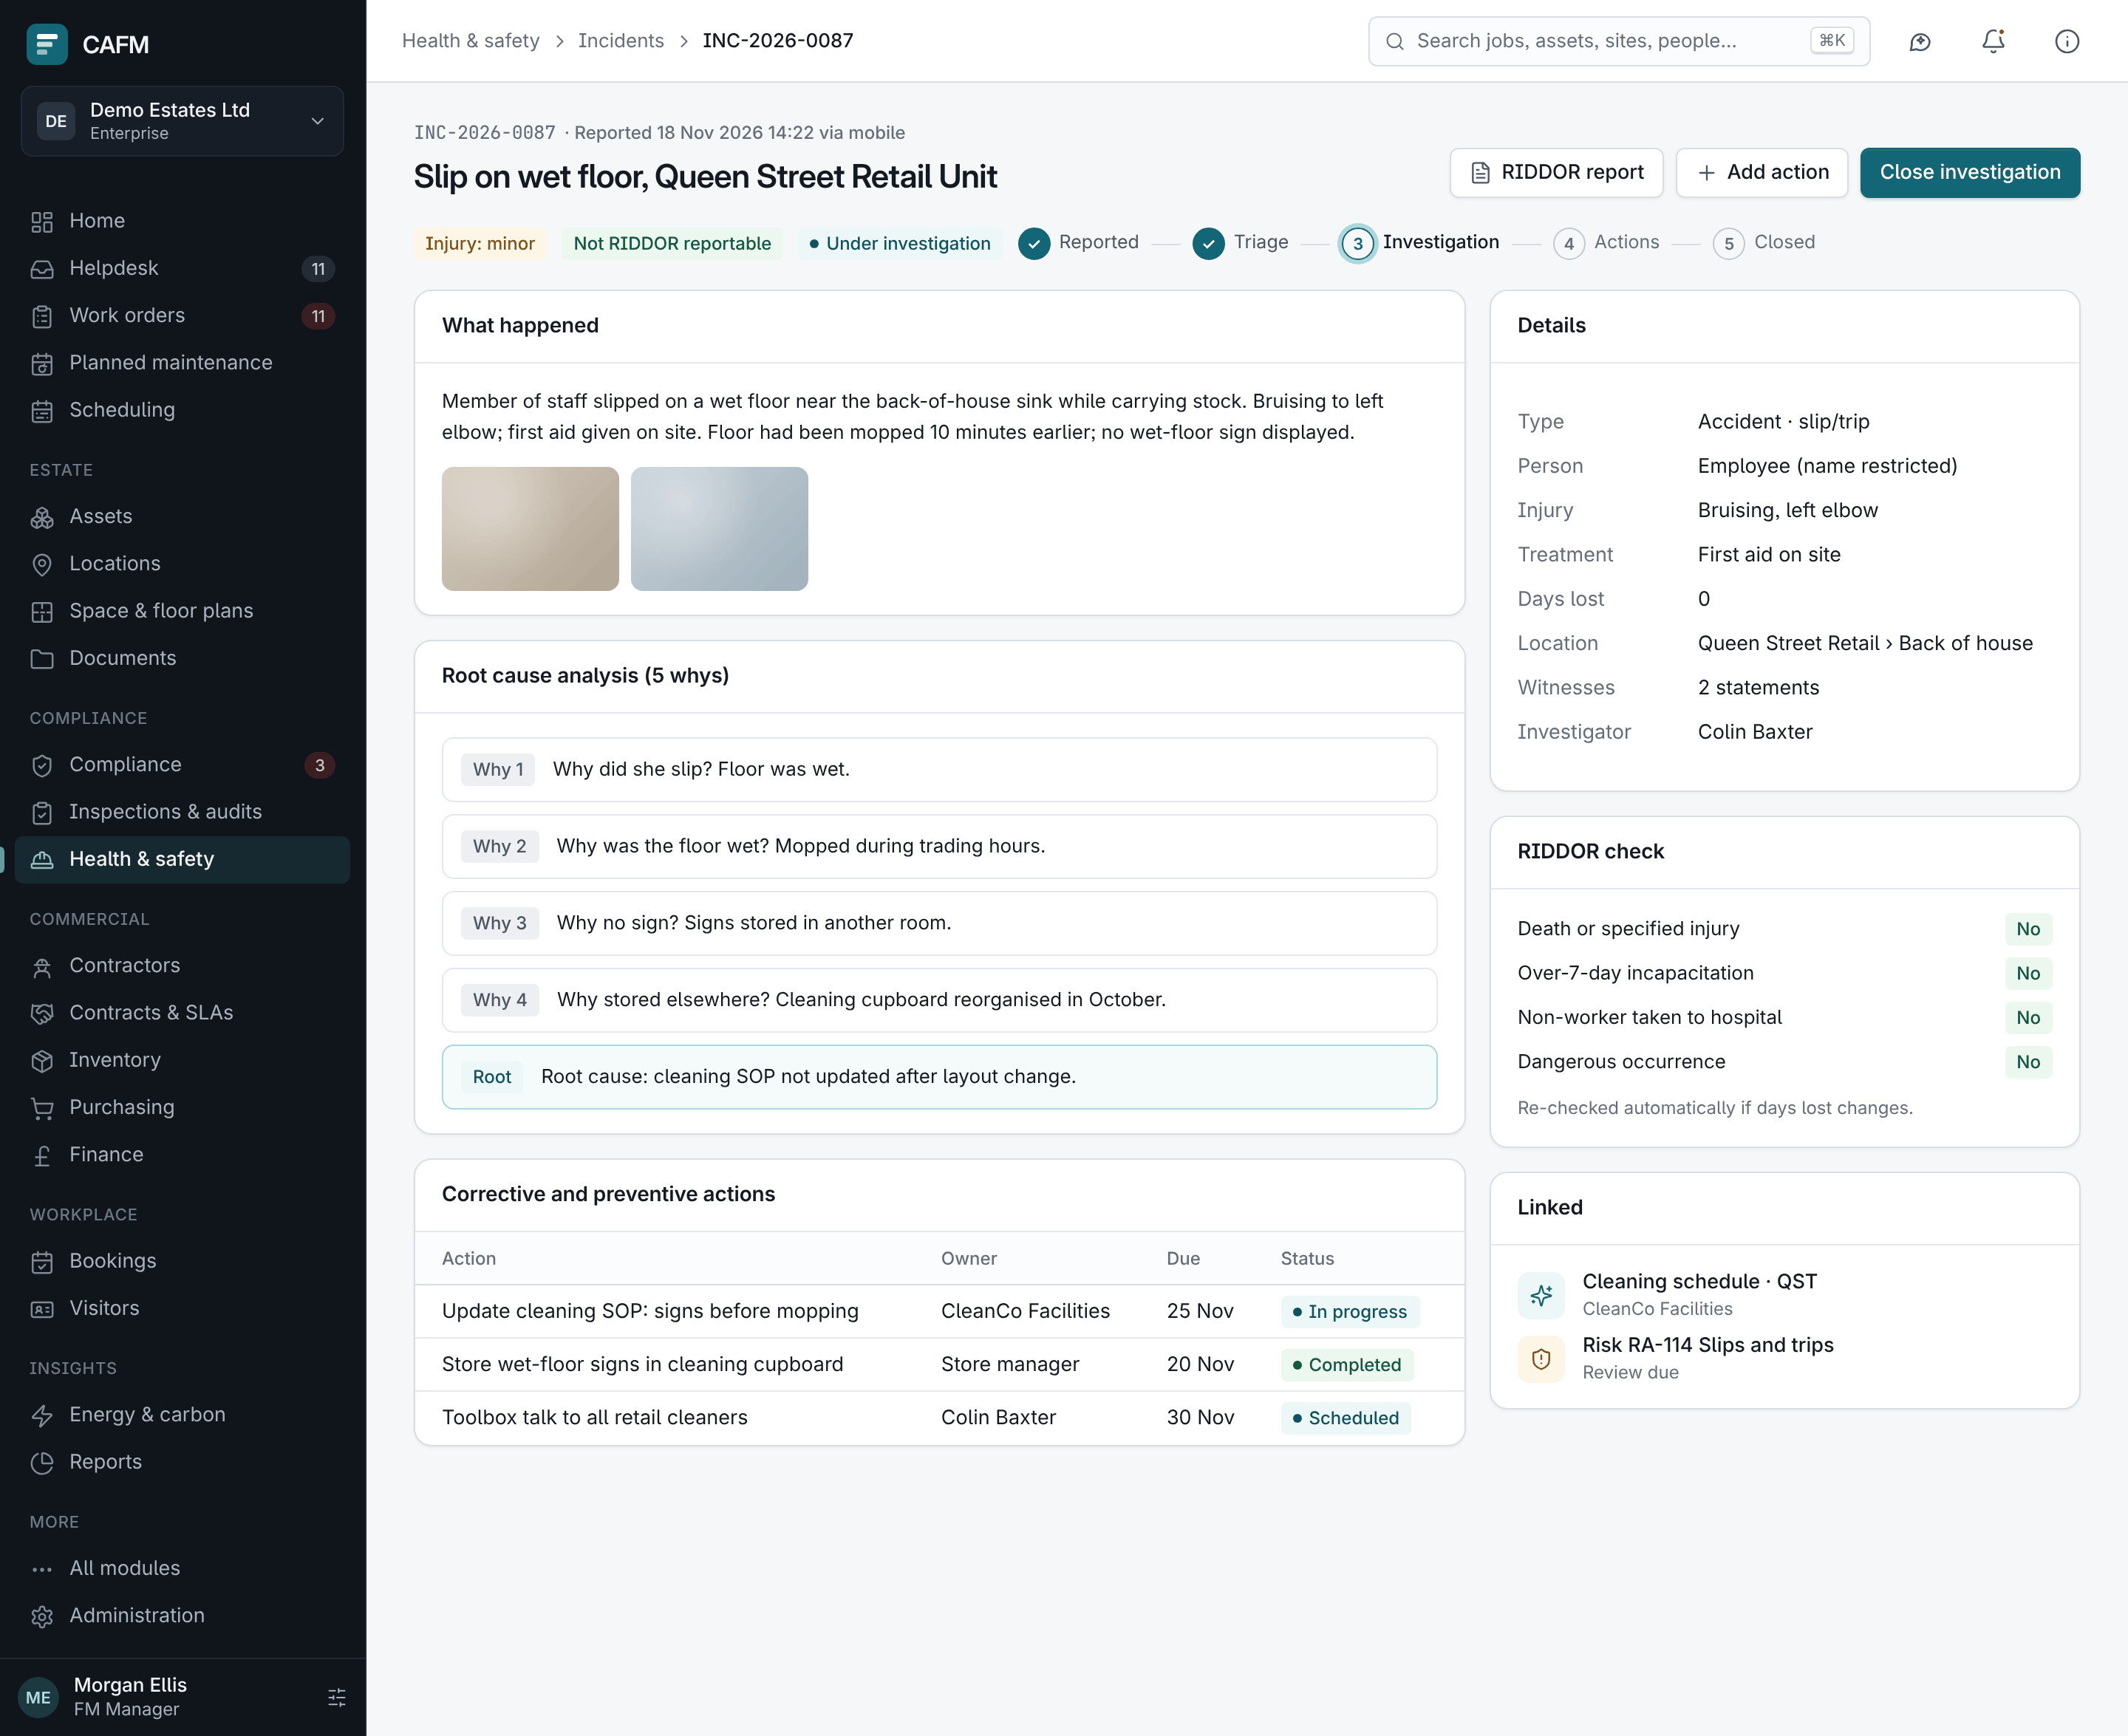 CAFM
DE
Demo Estates Ltd
Enterprise
Home
Helpdesk 11
Work orders 11
Planned maintenance
Scheduling
ESTATE
Assets
Locations
Space & floor plans
Documents
COMPLIANCE
Compliance 3
Inspections & audits
Health & safety
COMMERCIAL
Contractors
Contracts & SLAs
Inventory
Purchasing
Finance
WORKPLACE
Bookings
Visitors
INSIGHTS
Energy & carbon
Reports
MORE
All modules
Administration
ME
Morgan Ellis
FM Manager
Health & safety > Incidents > INC-2026-0087
Search jobs, assets, sites, people... ⌘K
INC-2026-0087 · Reported 18 Nov 2026 14:22 via mobile
Slip on wet floor, Queen Street Retail Unit
RIDDOR report
+ Add action
Close investigation
Injury: minor
Not RIDDOR reportable
Under investigation
Reported
Triage
3 Investigation
4 Actions
5 Closed
What happened
Member of staff slipped on a wet floor near the back-of-house sink while carrying stock. Bruising to left
elbow; first aid given on site. Floor had been mopped 10 minutes earlier; no wet-floor sign displayed.
Root cause analysis (5 whys)
Why 1 Why did she slip? Floor was wet.
Why 2 Why was the floor wet? Mopped during trading hours.
Why 3 Why no sign? Signs stored in another room.
Why 4 Why stored elsewhere? Cleaning cupboard reorganised in October.
Root Root cause: cleaning SOP not updated after layout change.
Corrective and preventive actions
Action Owner Due Status
Update cleaning SOP: signs before mopping CleanCo Facilities 25 Nov In progress
Store wet-floor signs in cleaning cupboard Store manager 20 Nov Completed
Toolbox talk to all retail cleaners Colin Baxter 30 Nov Scheduled
Details
Type Accident · slip/trip
Person Employee (name restricted)
Injury Bruising, left elbow
Treatment First aid on site
Days lost 0
Location Queen Street Retail › Back of house
Witnesses 2 statements
Investigator Colin Baxter
RIDDOR check
Death or specified injury No
Over-7-day incapacitation No
Non-worker taken to hospital No
Dangerous occurrence No
Re-checked automatically if days lost changes.
Linked
Cleaning schedule · QST
CleanCo Facilities
Risk RA-114 Slips and trips
Review due